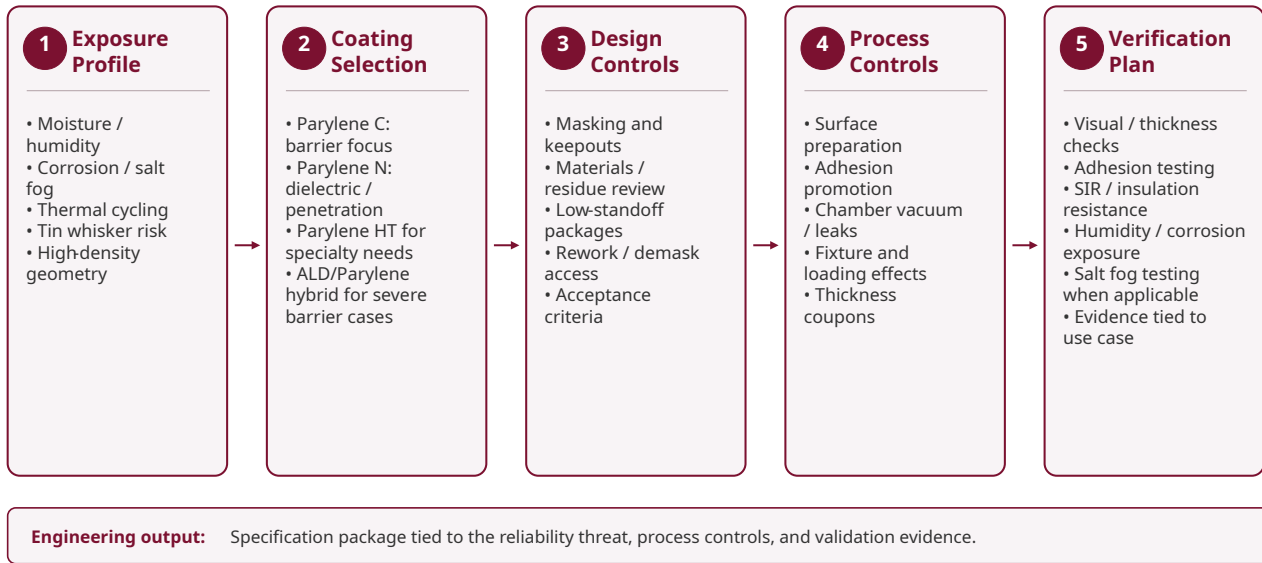 1 Exposure
Profile
• Moisture /
humidity
• Corrosion / salt
fog
• Thermal cycling
• Tin whisker risk
• High-density
geometry
2 Coating
Selection
• Parylene C:
barrier focus
• Parylene N:
dielectric /
penetration
• Parylene HT for
specialty needs
• ALD/Parylene
hybrid for severe
barrier cases
3 Design
Controls
• Masking and
keepouts
• Materials /
residue review
• Low-standoff
packages
• Rework / demask
access
• Acceptance
criteria
4 Process
Controls
• Surface
preparation
• Adhesion
promotion
• Chamber vacuum
/ leaks
• Fixture and
loading effects
• Thickness
coupons
5 Verification
Plan
• Visual / thickness
checks
• Adhesion testing
• SIR / insulation
resistance
• Humidity / corrosion
exposure
• Salt fog testing
when applicable
• Evidence tied to
use case
Engineering output: Specification package tied to the reliability threat, process controls, and validation evidence.